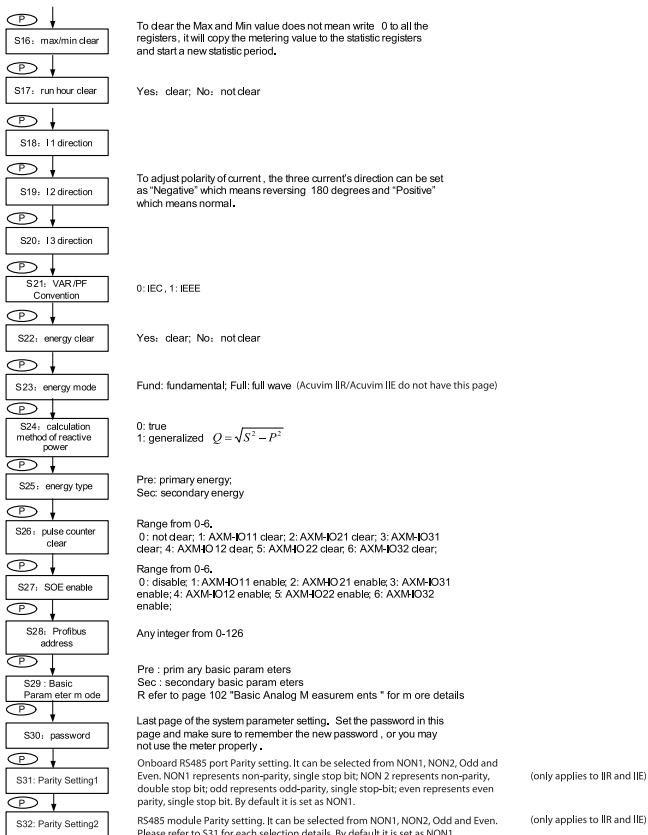 P
S16: max/min clear
To clear the Max and Min value does not mean write 0 to all the
registers, it will copy the metering value to the statistic registers
and start a new statistic period.
P
S17: run hour clear
Yes: clear; No: not clear
P
S18: I1 direction
P
S19: I2 direction
To adjust polarity of current, the three current's direction can be set
as "Negative" which means reversing 180 degrees and "Positive"
which means normal.
P
S20: I3 direction
P
S21: VAR/PF
Convention
0: IEC, 1: IEEE
P
S22: energy clear
Yes: clear; No: not clear
P
S23: energy mode
Fund: fundamental; Full: full wave (Acuvim IIR/Acuvim IIE do not have this page)
P
S24: calculation
method of reactive
power
0: true
1: generalized Q = √S² − P²
P
S25: energy type
Pre: primary energy;
Sec: secondary energy
P
S26: pulse counter
clear
Range from 0-6.
0: not clear; 1: AXM-IO11 clear; 2: AXM-IO21 clear; 3: AXM-IO31
clear; 4: AXM-IO12 clear; 5: AXM-IO22 clear; 6: AXM-IO32 clear;
P
S27: SOE enable
Range from 0-6.
0: disable; 1: AXM-IO11 enable; 2: AXM-IO21 enable; 3: AXM-IO31
enable; 4: AXM-IO12 enable; 5: AXM-IO22 enable; 6: AXM-IO32
enable;
P
S28: Profibus
address
Any integer from 0-126
P
S29: Basic
Parameter mode
Pre : primary basic parameters
Sec : secondary basic parameters
Refer to page 102 "Basic Analog Measurements" for more details
P
S30: password
Last page of the system parameter setting. Set the password in this
page and make sure to remember the new password, or you may
not use the meter properly.
P
S31: Parity Setting1
Onboard RS485 port Parity setting. It can be selected from NON1, NON2, Odd and
Even. NON1 represents non-parity, single stop bit; NON 2 represents non-parity,
double stop bit; odd represents odd-parity, single stop-bit; even represents even
parity, single stop bit. By default it is set as NON1.
(only applies to IIR and IIE)
P
S32: Parity Setting2
RS485 module Parity setting. It can be selected from NON1, NON2, Odd and Even.
Please refer to S31 for each selection details. By default it is set as NON1
(only applies to IIR and IIE)